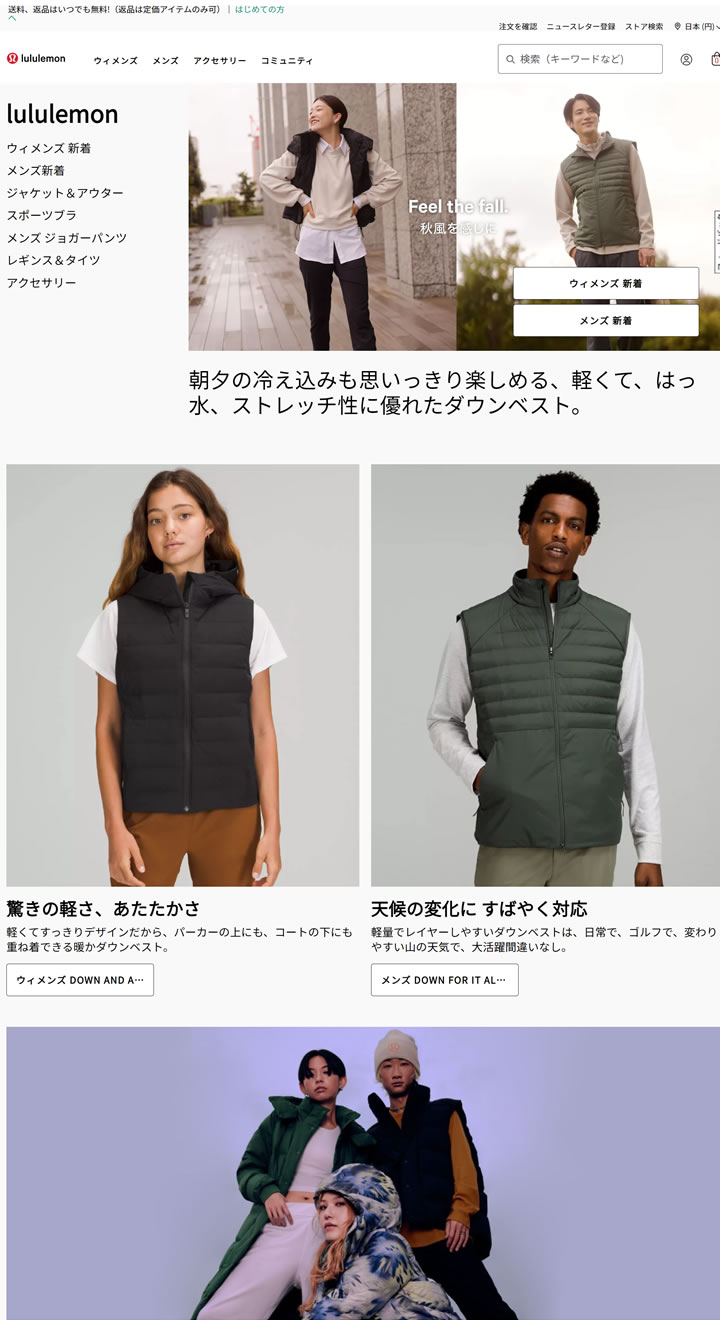 送料、返品はいつでも無料!（返品は定価アイテムのみ可）｜ はじめての方
へ
注文を確認 ニュースレター登録 ストア検索 日本 (円)
lululemon
ウィメンズ メンズ アクセサリー コミュニティ
検索（キーワードなど）
0
lululemon
ウィメンズ 新着
メンズ新着
ジャケット＆アウター
スポーツブラ
メンズ ジョガーパンツ
レギンス＆タイツ
アクセサリー
Feel the fall.
秋風を感じに
ウィメンズ 新着
メンズ 新着
朝夕の冷え込みも思いっきり楽しめる、軽くて、はっ
水、ストレッチ性に優れたダウンベスト。
驚きの軽さ、あたたかさ
軽くてすっきりデザインだから、パーカーの上にも、コートの下にも
重ね着できる暖かダウンベスト。
ウィメンズ DOWN AND A…
天候の変化に すばやく対応
軽量でレイヤーしやすいダウンベストは、日常で、ゴルフで、変わり
やすい山の天気で、大活躍間違いなし。
メンズ DOWN FOR IT AL…